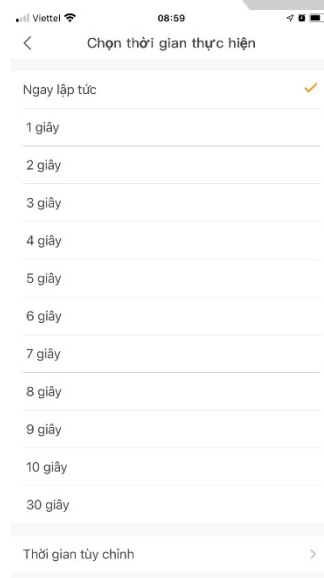 Viettel 08:59
Chọn thời gian thực hiện
Ngay lập tức
1 giây
2 giây
3 giây
4 giây
5 giây
6 giây
7 giây
8 giây
9 giây
10 giây
30 giây
Thời gian tùy chỉnh